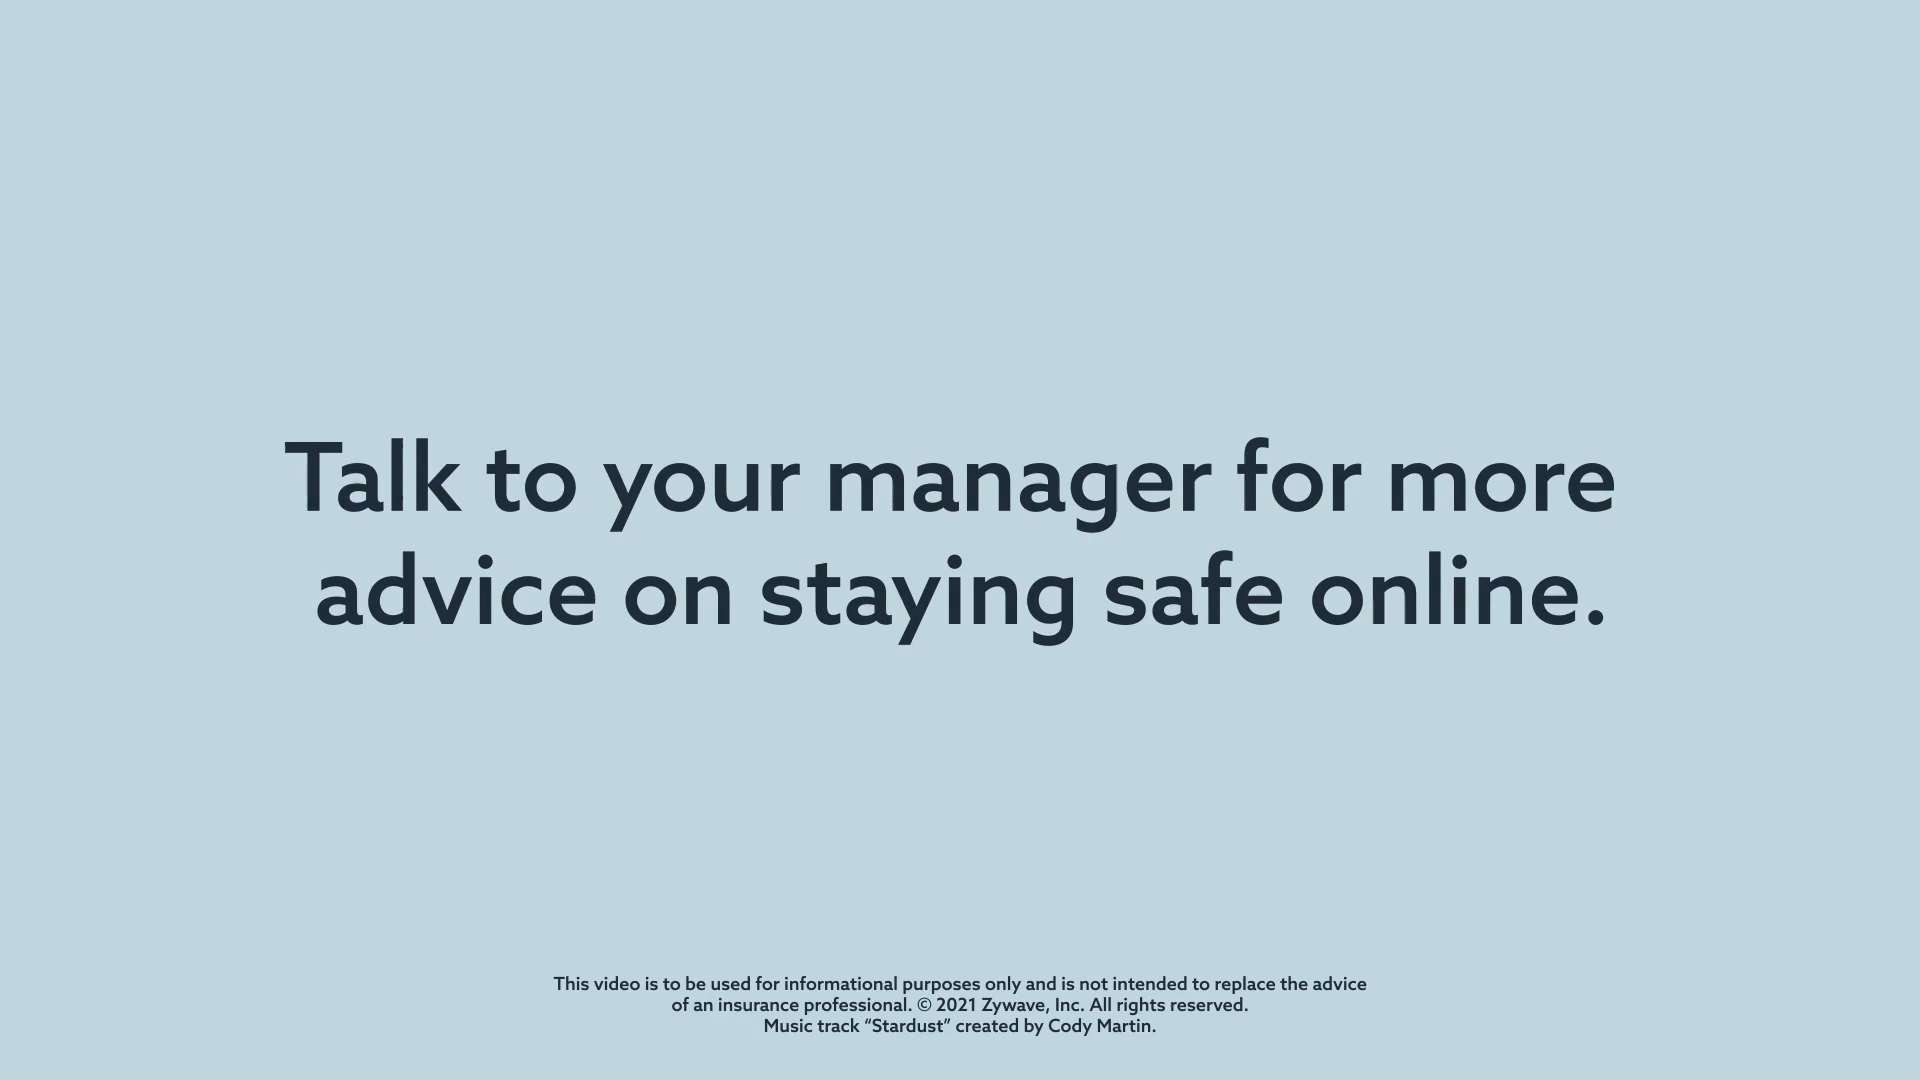 Talk to your manager for more
advice on staying safe online.
This video is to be used for informational purposes only and is not intended to replace the advice
of an insurance professional. © 2021 Zywave, Inc. All rights reserved.
Music track “Stardust” created by Cody Martin.